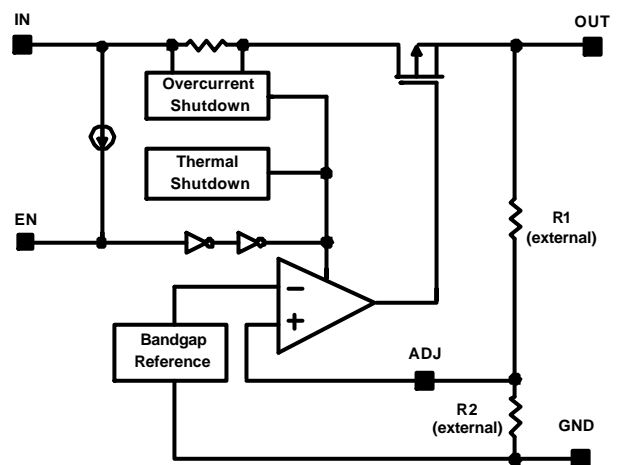 IN
OUT
Overcurrent
Shutdown
Thermal
Shutdown
EN
R1
(external)
−
+
Bandgap
Reference
ADJ
R2
(external)
GND